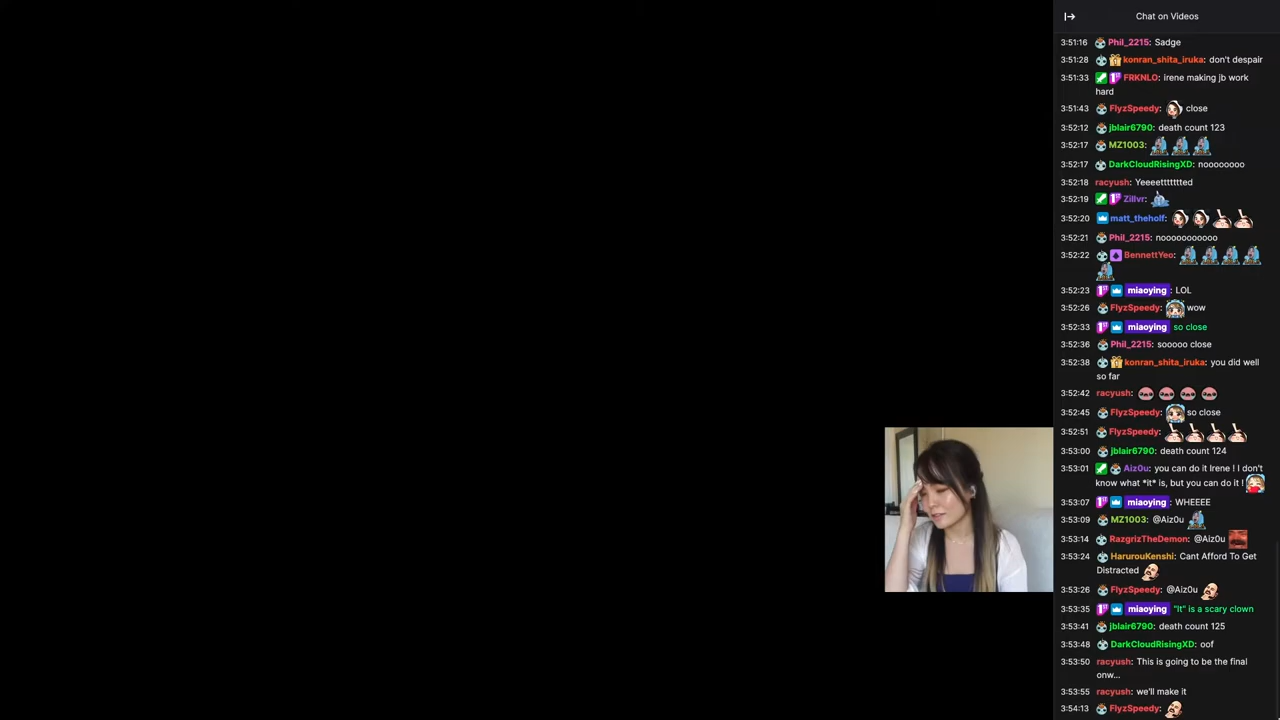 Chat on Videos
3:51:16 Phil_2215: Sadge
3:51:28 konran_shita_iruka: don't despair
3:51:33 FRKNLO: irene making jb work
hard
3:51:43 FlyzSpeedy: close
3:52:12 jblair6790: death count 123
3:52:17 MZ1003:
3:52:17 DarkCloudRisingXD: noooooooo
3:52:18 racyush: Yeeeettttttted
3:52:19 Zillvr:
3:52:20 matt_theholf:
3:52:21 Phil_2215: nooooooooooo
3:52:22 BennettYeo:
3:52:23 miaoying : LOL
3:52:26 FlyzSpeedy: wow
3:52:33 miaoying so close
3:52:36 Phil_2215: sooooo close
3:52:38 konran_shita_iruka: you did well
so far
3:52:42 racyush:
3:52:45 FlyzSpeedy: so close
3:52:51 FlyzSpeedy:
3:53:00 jblair6790: death count 124
3:53:01 Aiz0u: you can do it Irene ! I don't
know what *it* is, but you can do it !
3:53:07 miaoying : WHEEEE
3:53:09 MZ1003: @Aiz0u
3:53:14 RazgrizTheDemon: @Aiz0u
3:53:24 HarurouKenshi: Cant Afford To Get
Distracted
3:53:26 FlyzSpeedy: @Aiz0u
3:53:35 miaoying "It" is a scary clown
3:53:41 jblair6790: death count 125
3:53:48 DarkCloudRisingXD: oof
3:53:50 racyush: This is going to be the final
onw...
3:53:55 racyush: we'll make it
3:54:13 FlyzSpeedy: